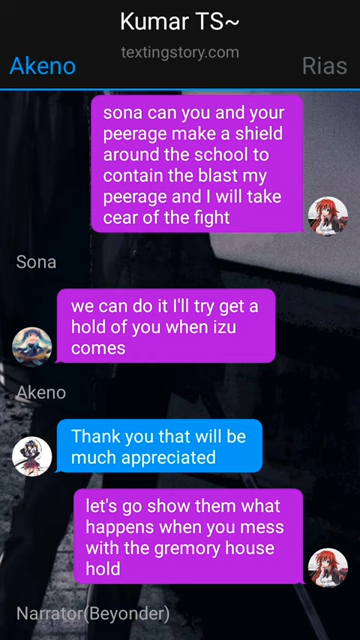 Kumar TS~
textingstory.com
Akeno
Rias
sona can you and your
peerage make a shield
around the school to
contain the blast my
peerage and I will take
cear of the fight
Sona
we can do it I'll try get a
hold of you when izu
comes
Akeno
Thank you that will be
much appreciated
let's go show them what
happens when you mess
with the gremory house
hold
Narrator(Beyonder)